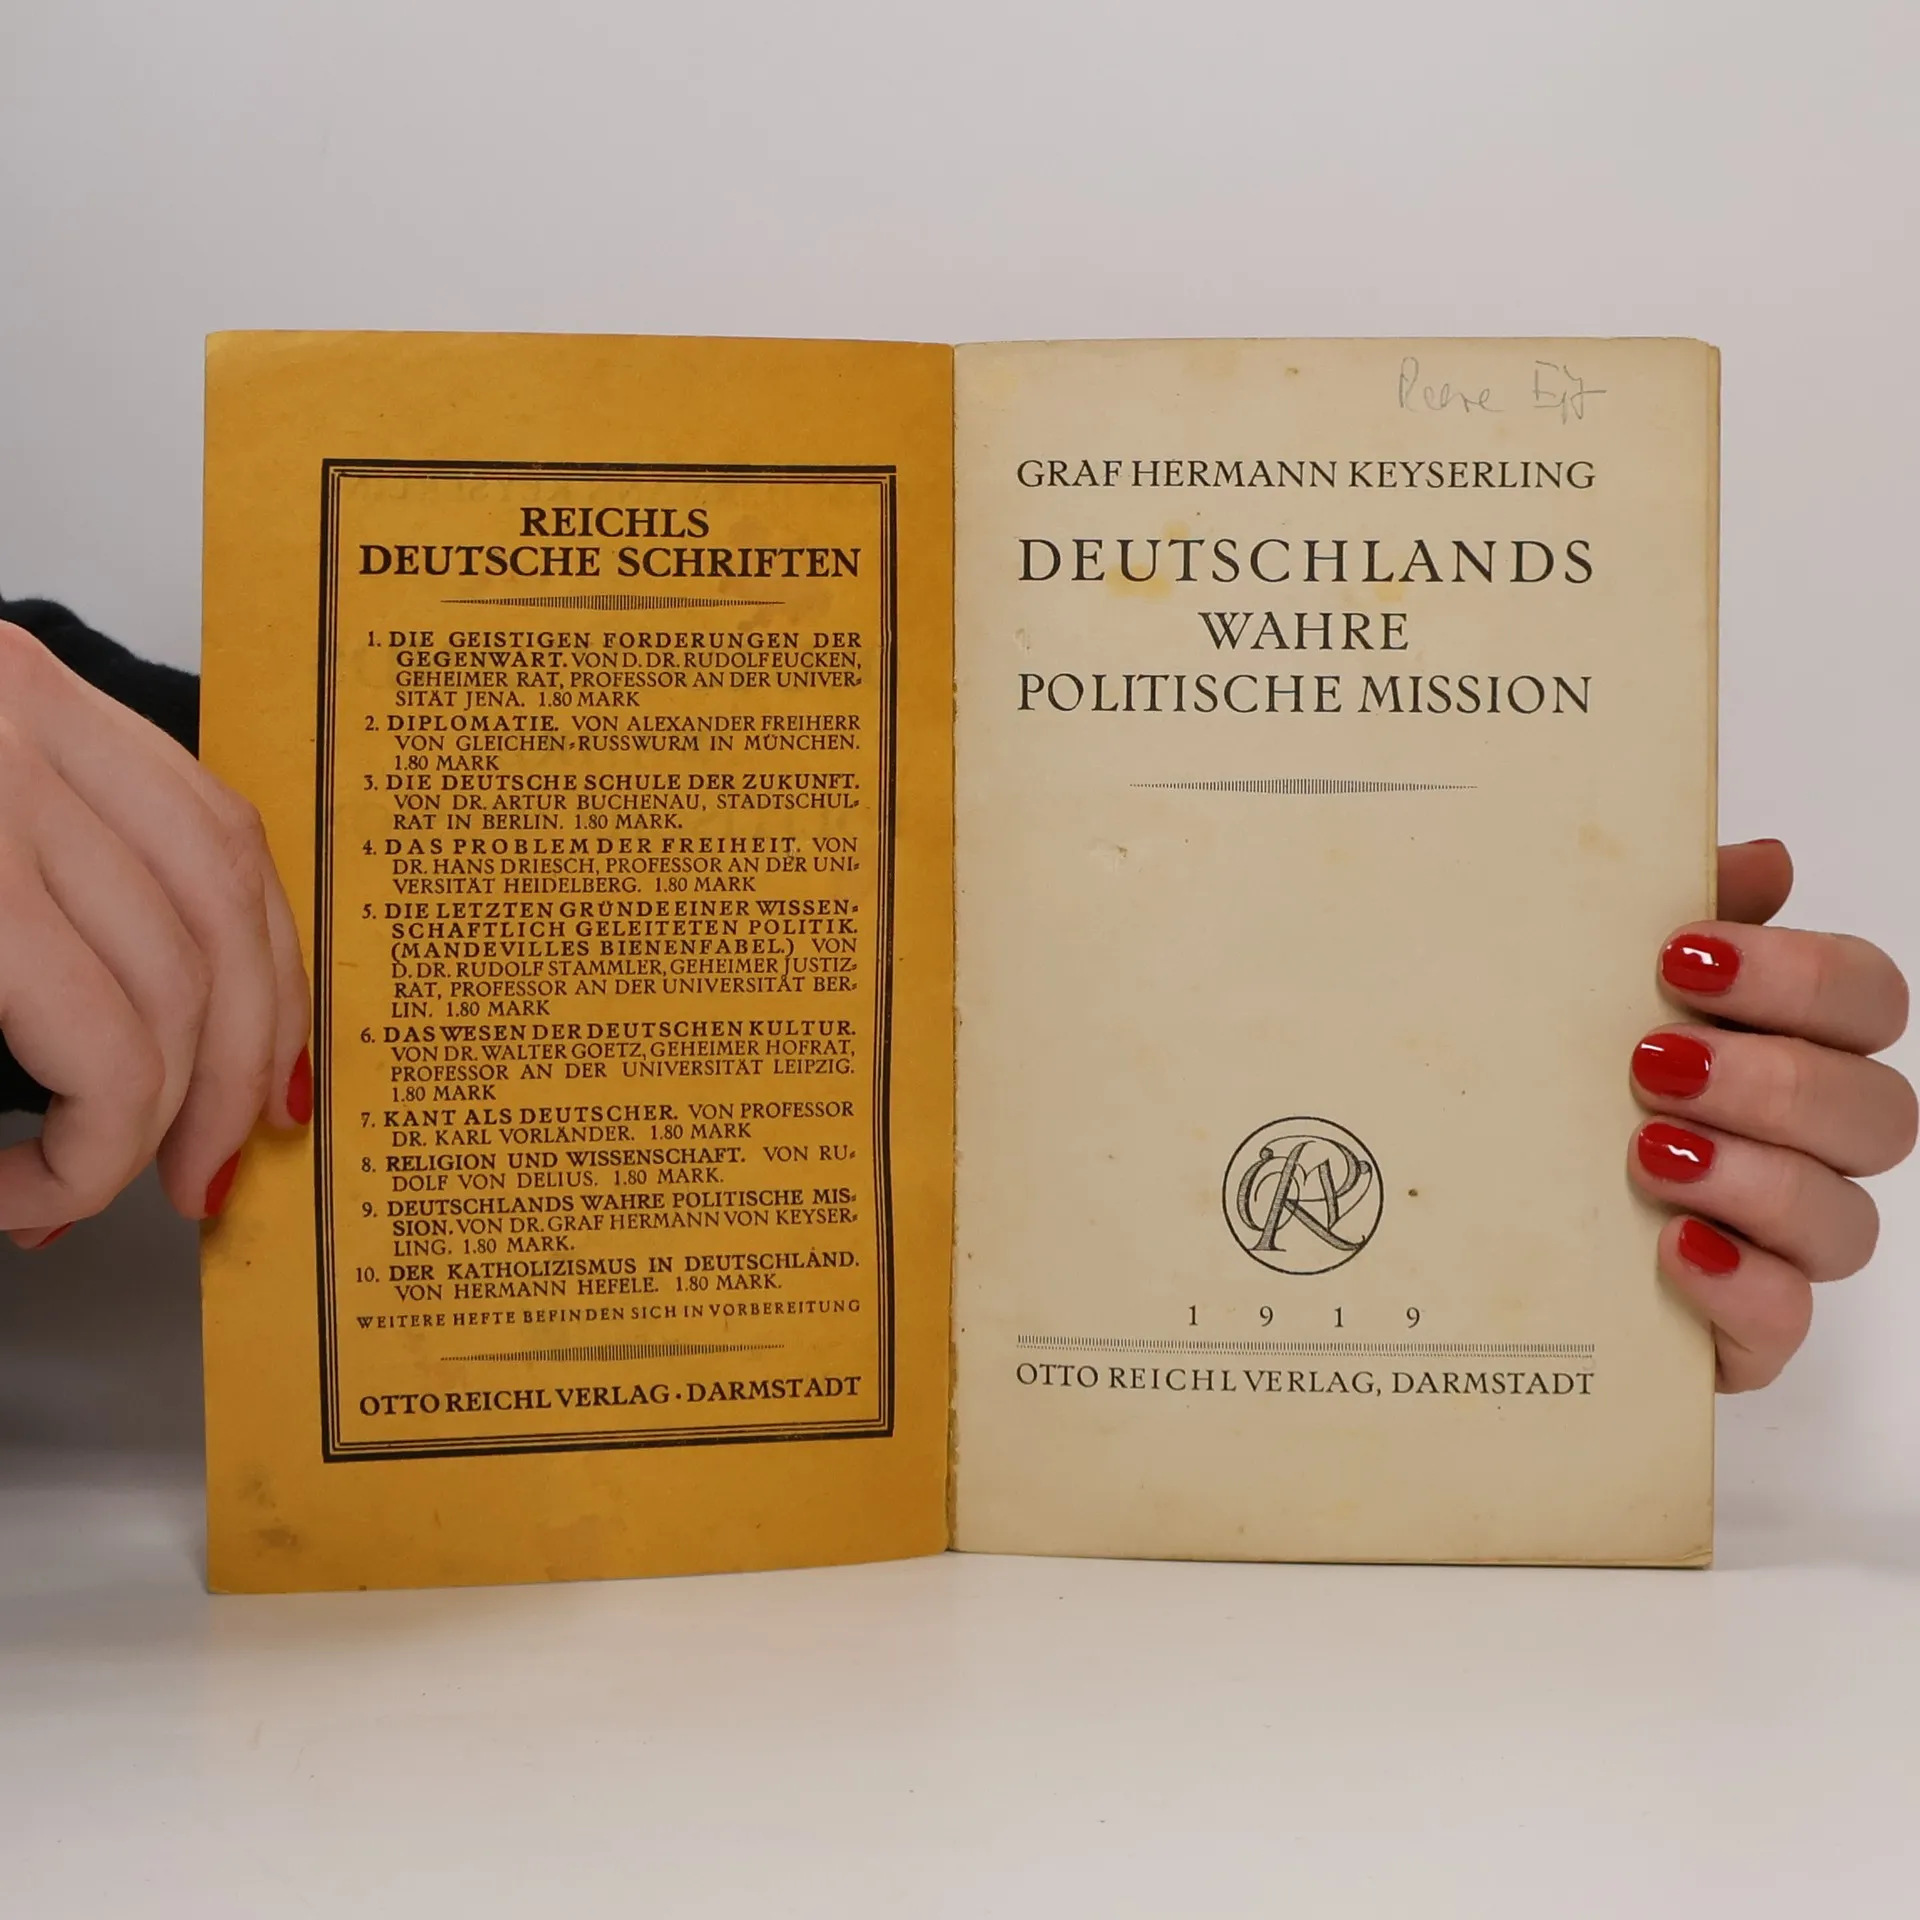 REICHLS
DEUTSCHE SCHRIFTEN
1. DIE GEISTIGEN FORDERUNGEN DER
GEGENWART. VON D. DR. RUDOLF EUCKEN,
GEHEIMER RAT, PROFESSOR AN DER UNIVER-
SITÄT JENA. 1.80 MARK
2. DIPLOMATIE. VON ALEXANDER FREIHERR
VON GLEICHEN-RUSSWURM IN MÜNCHEN.
1.80 MARK
3. DIE DEUTSCHE SCHULE DER ZUKUNFT.
VON DR. ARTUR BUCHENAU, STADTSCHUL-
RAT IN BERLIN. 1.80 MARK.
4. DAS PROBLEM DER FREIHEIT. VON
DR. HANS DRIESCH, PROFESSOR AN DER UNI-
VERSITÄT HEIDELBERG. 1.80 MARK
5. DIE LETZTEN GRÜNDE EINER WISSEN-
SCHAFTLICH GELEITETEN POLITIK.
(MANDEVILLES BIENENFABEL.) VON
D. DR. RUDOLF STAMMLER, GEHEIMER JUSTIZ-
RAT, PROFESSOR AN DER UNIVERSITÄT BER-
LIN. 1.80 MARK
6. DAS WESEN DER DEUTSCHEN KULTUR.
VON DR. WALTER GOETZ, GEHEIMER HOFRAT,
PROFESSOR AN DER UNIVERSITÄT LEIPZIG.
1.80 MARK
7. KANT ALS DEUTSCHER. VON PROFESSOR
DR. KARL VORLÄNDER. 1.80 MARK
8. RELIGION UND WISSENSCHAFT. VON RU-
DOLF VON DELIUS. 1.80 MARK.
9. DEUTSCHLANDS WAHRE POLITISCHE MIS-
SION. VON DR. GRAF HERMANN VON KEYSER-
LING. 1.80 MARK.
10. DER KATHOLIZISMUS IN DEUTSCHLAND.
VON HERMANN HEFELE. 1.80 MARK.
WEITERE HEFTE BEFINDEN SICH IN VORBEREITUNG
OTTO REICHL VERLAG · DARMSTADT
GRAF HERMANN KEYSERLING
DEUTSCHLANDS
WAHRE
POLITISCHE MISSION
1919
OTTO REICHL VERLAG, DARMSTADT